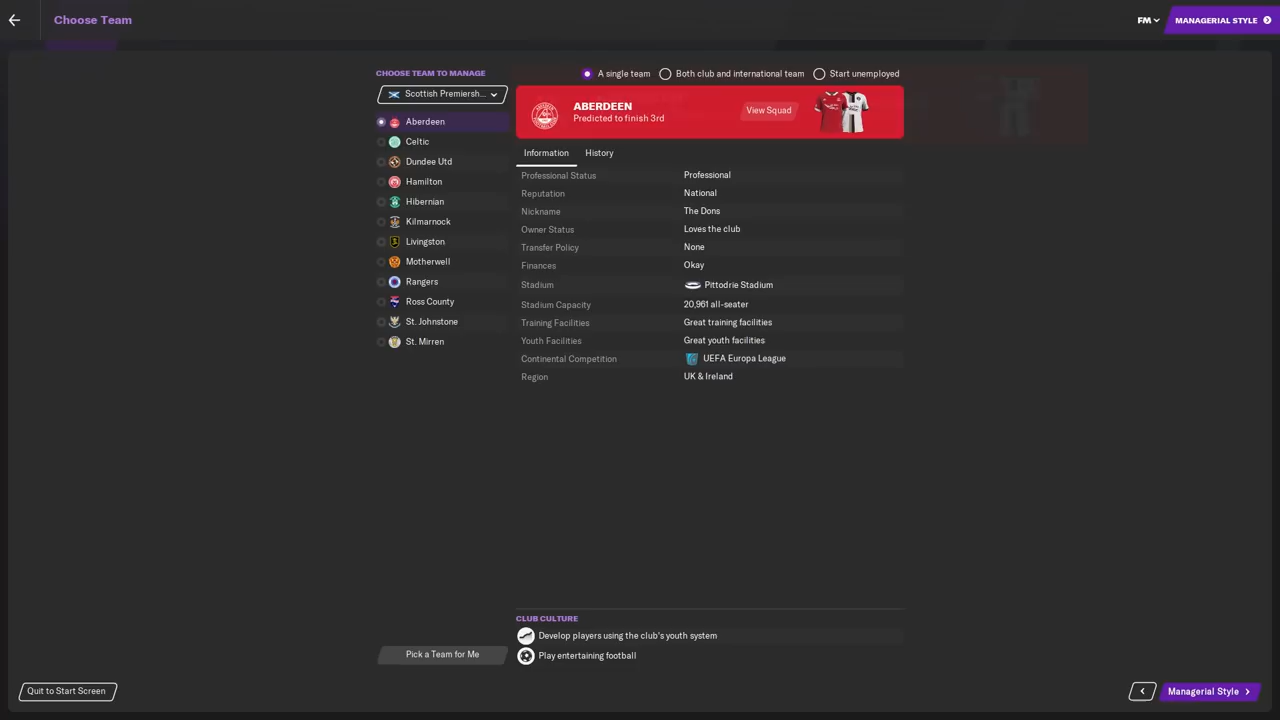 Choose Team
FM
MANAGERIAL STYLE
CHOOSE TEAM TO MANAGE
A single team
Both club and international team
Start unemployed
Scottish Premiersh...
ABERDEEN
Predicted to finish 3rd
View Squad
Aberdeen
Celtic
Dundee Utd
Hamilton
Hibernian
Kilmarnock
Livingston
Motherwell
Rangers
Ross County
St. Johnstone
St. Mirren
Information
History
Professional Status Professional
Reputation National
Nickname The Dons
Owner Status Loves the club
Transfer Policy None
Finances Okay
Stadium Pittodrie Stadium
Stadium Capacity 20,961 all-seater
Training Facilities Great training facilities
Youth Facilities Great youth facilities
Continental Competition UEFA Europa League
Region UK & Ireland
CLUB CULTURE
Develop players using the club's youth system
Play entertaining football
Pick a Team for Me
Quit to Start Screen
Managerial Style